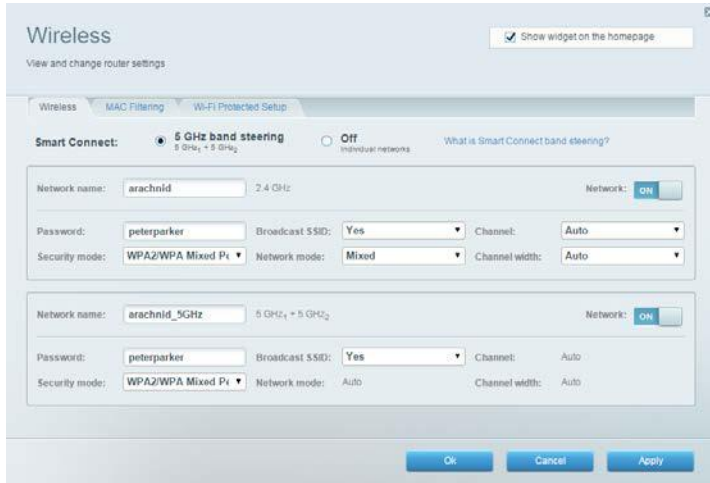 Wireless
Show widget on the homepage
View and change router settings
Wireless MAC Filtering Wi-Fi Protected Setup
Smart Connect: 5 GHz band steering Off What is Smart Connect band steering?
5 GHz1 + 5 GHz2 Individual networks
Network name: arachnid 2.4 GHz Network: ON
Password: peterparker Broadcast SSID: Yes Channel: Auto
Security mode: WPA2/WPA Mixed Pe Network mode: Mixed Channel width: Auto
Network name: arachnid_5GHz 5 GHz1 + 5 GHz2 Network: ON
Password: peterparker Broadcast SSID: Yes Channel: Auto
Security mode: WPA2/WPA Mixed Pe Network mode: Auto Channel width: Auto
Ok Cancel Apply